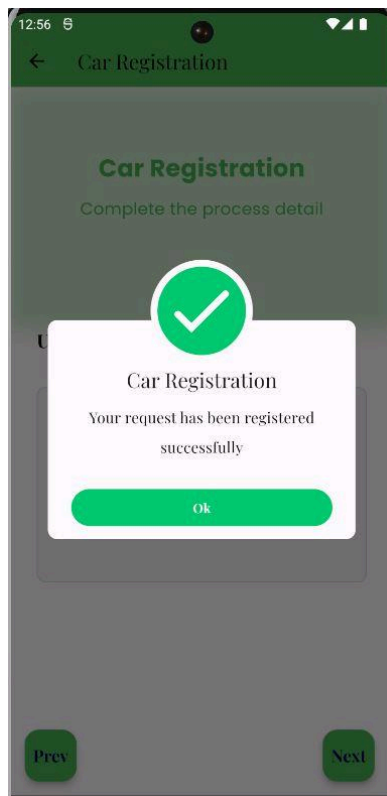 12:56
Car Registration
Car Registration
Complete the process detail
U
Car Registration
Your request has been registered
successfully
Ok
Prev
Next